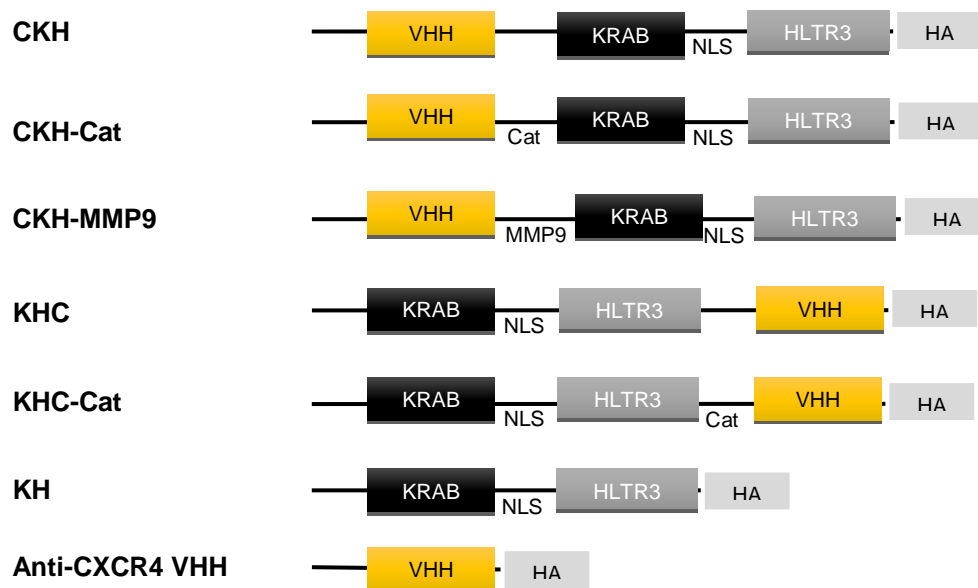 CKH VHH KRAB NLS HLTR3 HA
CKH-Cat VHH Cat KRAB NLS HLTR3 HA
CKH-MMP9 VHH MMP9 KRAB NLS HLTR3 HA
KHC KRAB NLS HLTR3 VHH HA
KHC-Cat KRAB NLS HLTR3 Cat VHH HA
KH KRAB NLS HLTR3 HA
Anti-CXCR4 VHH VHH HA